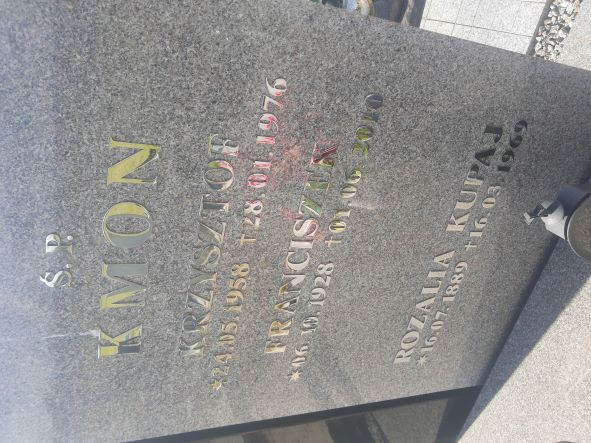 Ś.P.
KMON
KRZYSZTOF
*24.05.1958 †28.01.1976
FRANCISZEK
*06.10.1928 †01.06.2010
ROZALIA KUPAJ
*16.07.1889 †16.03.1969